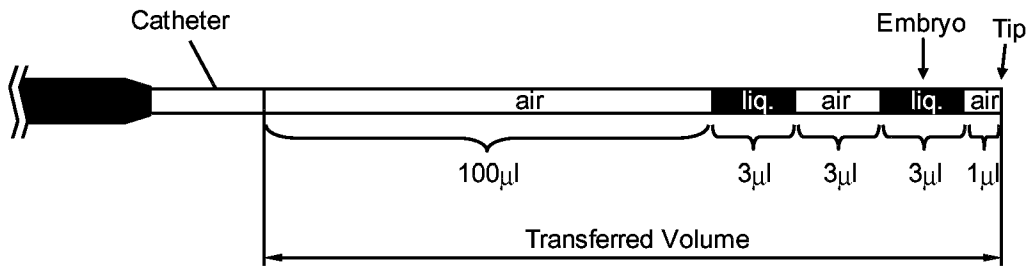 Catheter
Embryo
Tip
air
liq.
air
liq.
air
100μl
3μl
3μl
3μl
1μl
Transferred Volume